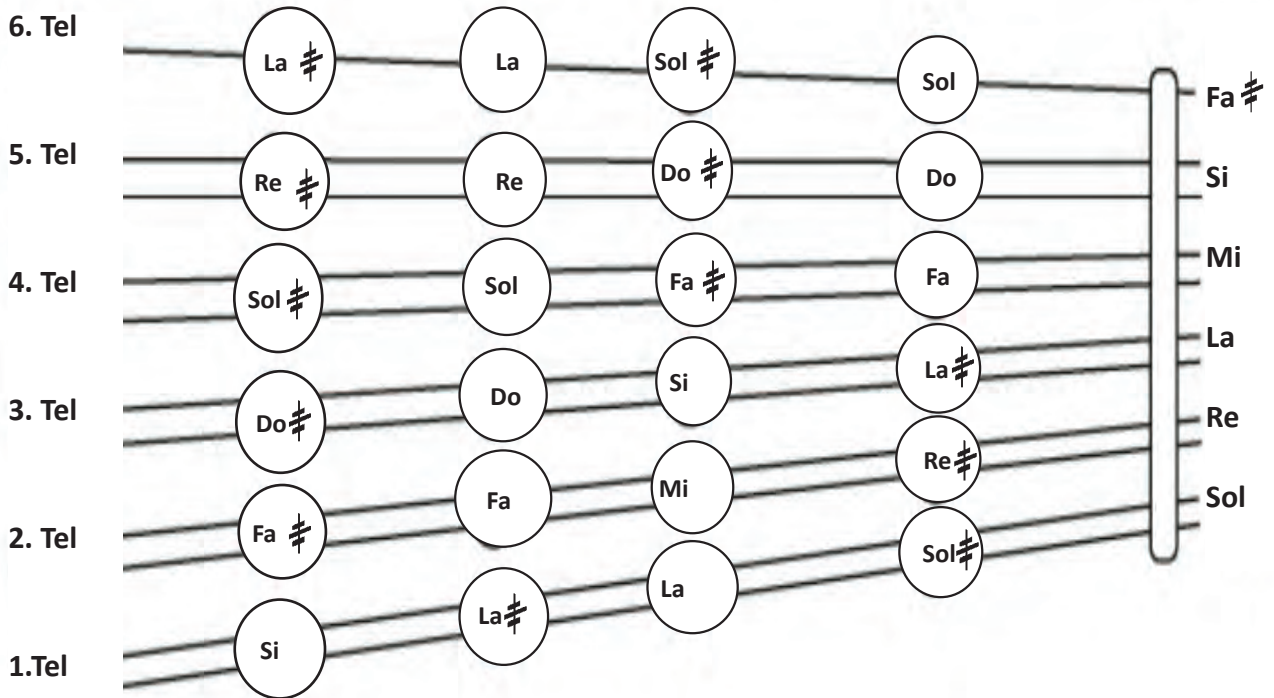 6. Tel
La ♯ La Sol ♯ Sol Fa ♯
5. Tel
Re ♯ Re Do ♯ Do Si
4. Tel
Sol ♯ Sol Fa ♯ Fa Mi
3. Tel
Do ♯ Do Si La ♯ La
2. Tel
Fa ♯ Fa Mi Re ♯ Re
1.Tel
Si La ♯ La Sol ♯ Sol